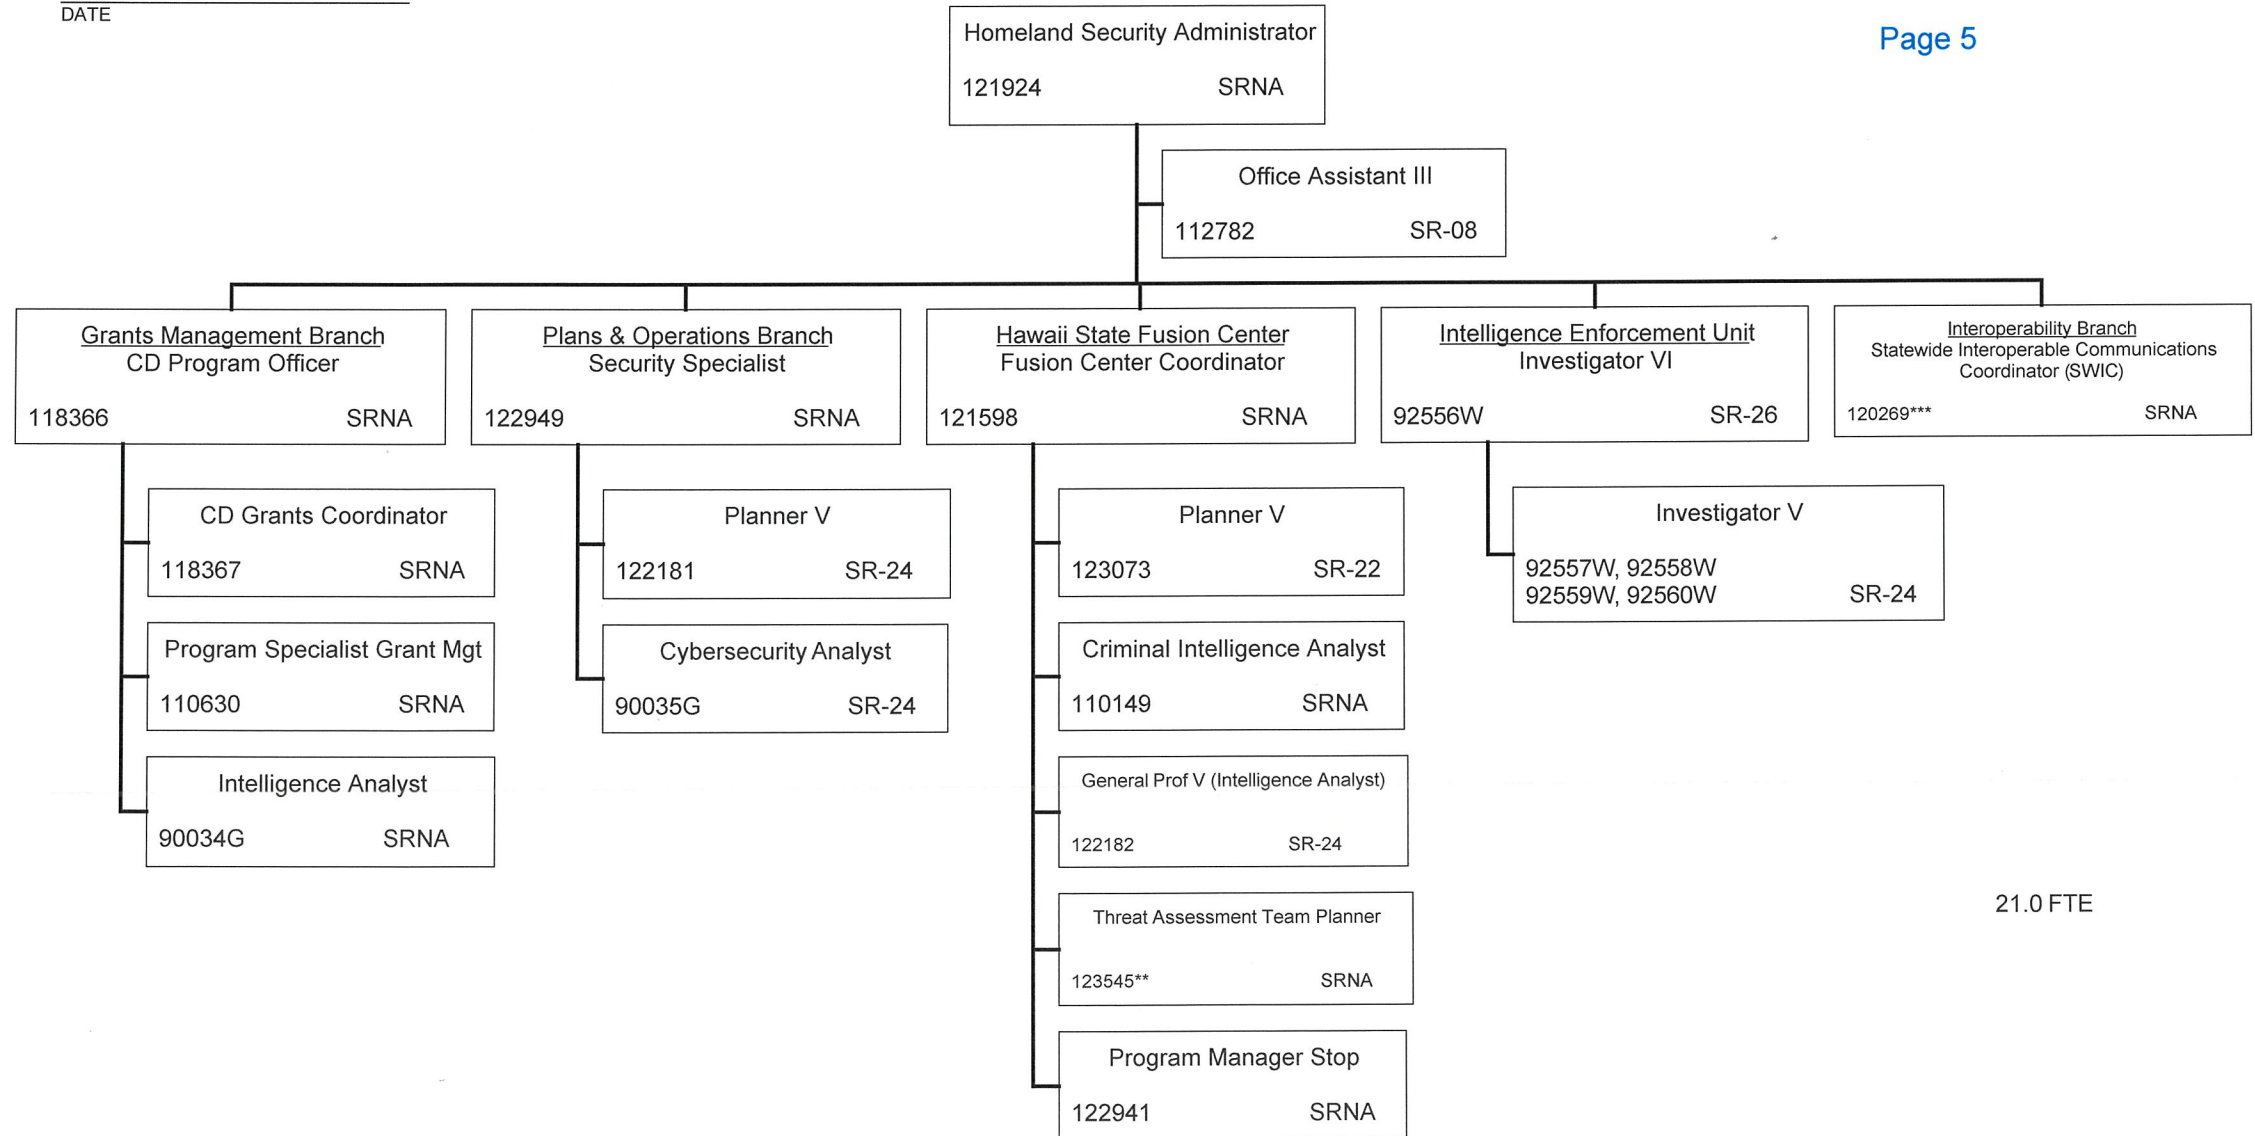 DATE
Page 5
Homeland Security Administrator
121924 SRNA
Office Assistant III
112782 SR-08
Grants Management Branch
CD Program Officer
118366 SRNA
Plans & Operations Branch
Security Specialist
122949 SRNA
Hawaii State Fusion Center
Fusion Center Coordinator
121598 SRNA
Intelligence Enforcement Unit
Investigator VI
92556W SR-26
Interoperability Branch
Statewide Interoperable Communications
Coordinator (SWIC)
120269*** SRNA
CD Grants Coordinator
118367 SRNA
Program Specialist Grant Mgt
110630 SRNA
Intelligence Analyst
90034G SRNA
Planner V
122181 SR-24
Cybersecurity Analyst
90035G SR-24
Planner V
123073 SR-22
Criminal Intelligence Analyst
110149 SRNA
General Prof V (Intelligence Analyst)
122182 SR-24
Threat Assessment Team Planner
123545** SRNA
Program Manager Stop
122941 SRNA
Investigator V
92557W, 92558W
92559W, 92560W SR-24
21.0 FTE